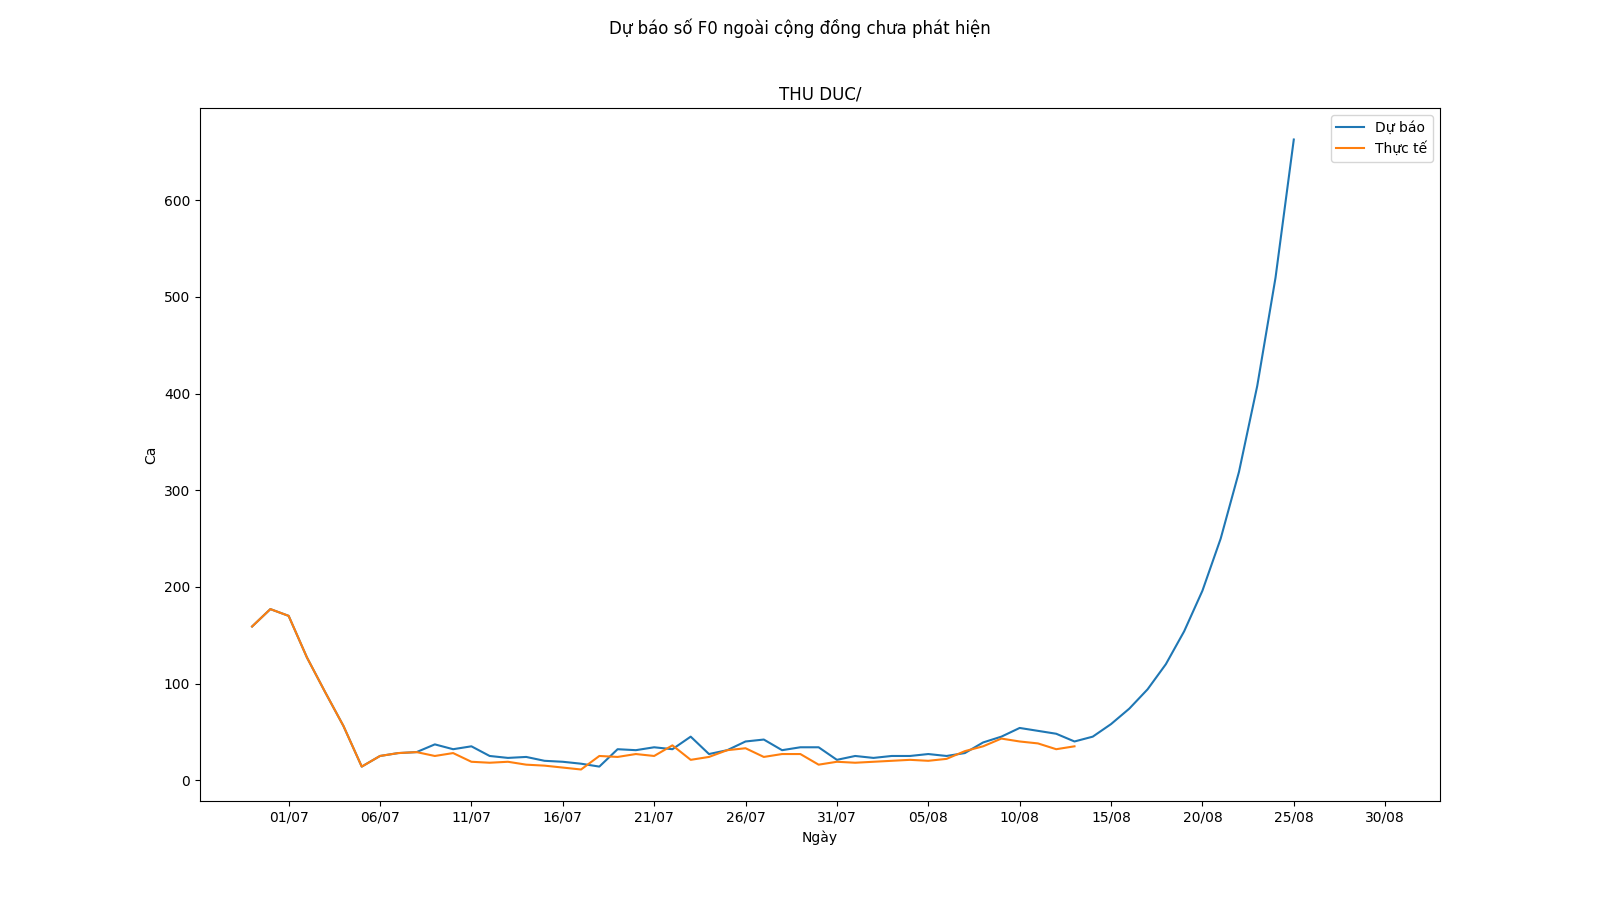 Dự báo số F0 ngoài cộng đồng chưa phát hiện
THU DUC/
Dự báo
Thực tế
600
500
400
300
200
100
0
Ca
01/07 06/07 11/07 16/07 21/07 26/07 31/07 05/08 10/08 15/08 20/08 25/08 30/08
Ngày